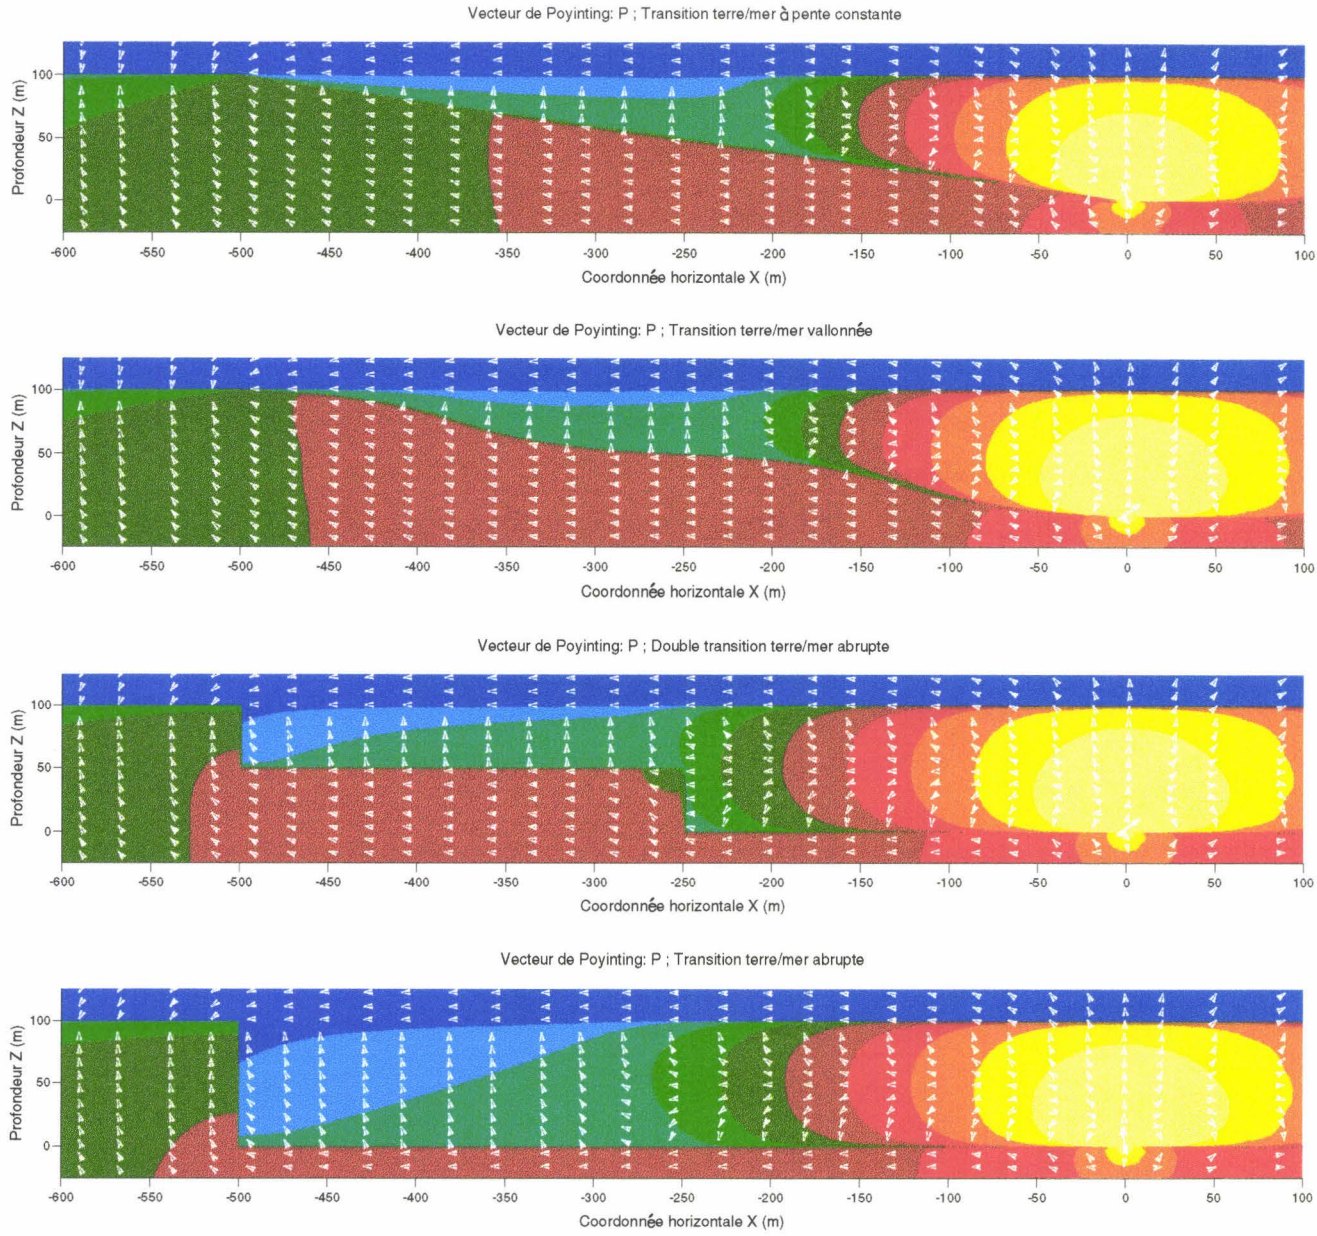 Vecteur de Poyinting: P ; Transition terre/mer à pente constante
Profondeur Z (m)
100
50
0
-600 -550 -500 -450 -400 -350 -300 -250 -200 -150 -100 -50 0 50 100
Coordonnée horizontale X (m)
Vecteur de Poyinting: P ; Transition terre/mer vallonnée
Profondeur Z (m)
100
50
0
-600 -550 -500 -450 -400 -350 -300 -250 -200 -150 -100 -50 0 50 100
Coordonnée horizontale X (m)
Vecteur de Poyinting: P ; Double transition terre/mer abrupte
Profondeur Z (m)
100
50
0
-600 -550 -500 -450 -400 -350 -300 -250 -200 -150 -100 -50 0 50 100
Coordonnée horizontale X (m)
Vecteur de Poyinting: P ; Transition terre/mer abrupte
Profondeur Z (m)
100
50
0
-600 -550 -500 -450 -400 -350 -300 -250 -200 -150 -100 -50 0 50 100
Coordonnée horizontale X (m)